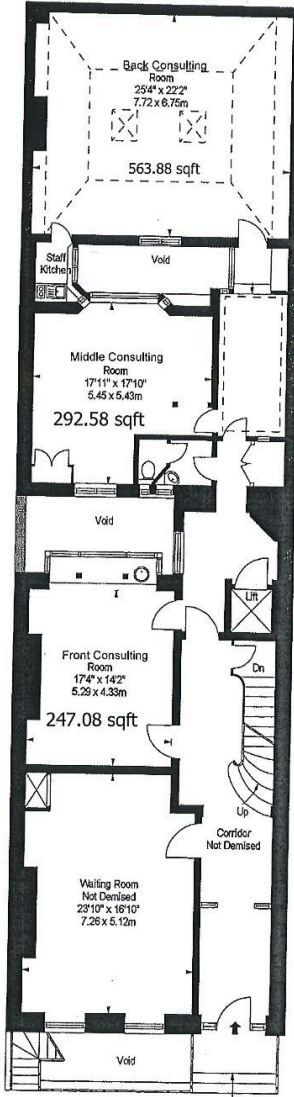 Back Consulting
Room
25'4" x 22'2"
7.72 x 6.75m
563.88 sqft
Staff
Kitchen
Void
Middle Consulting
Room
17'11" x 17'10"
5.45 x 5.43m
292.58 sqft
Void
Lift
Front Consulting
Room
17'4" x 14'2"
5.29 x 4.33m
247.08 sqft
Dn
Up
Corridor
Not Demised
Waiting Room
Not Demised
23'10" x 16'10"
7.26 x 5.12m
Void